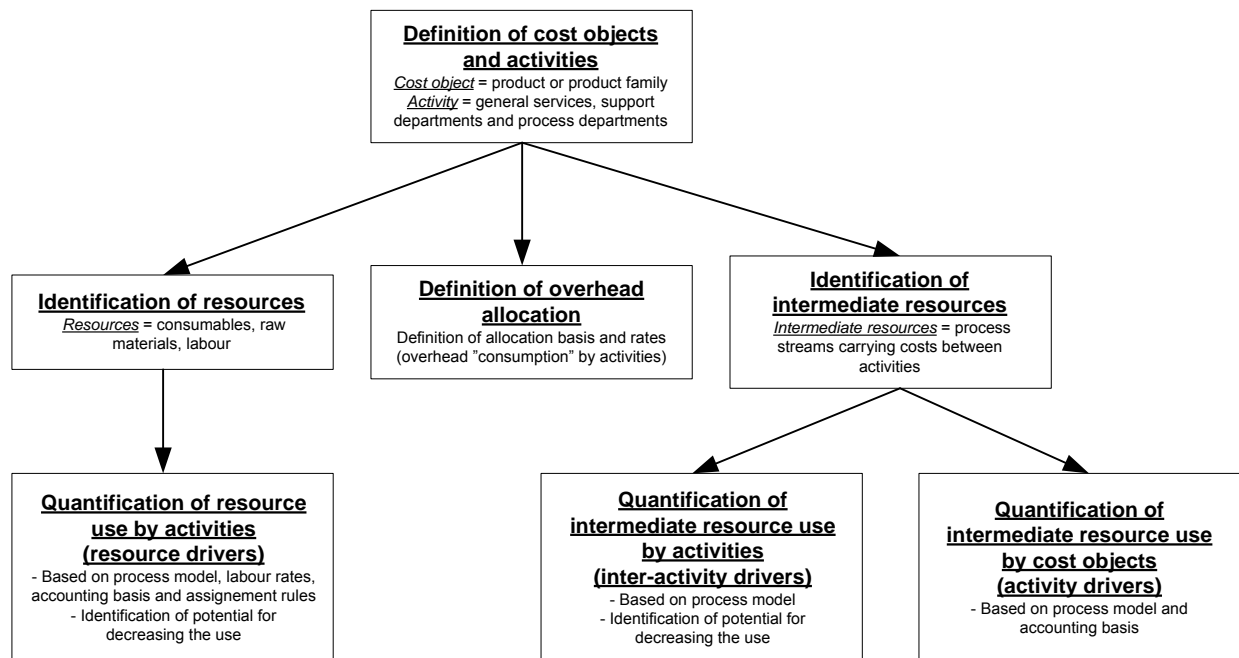 Definition of cost objects
and activities
Cost object = product or product family
Activity = general services, support
departments and process departments
Identification of resources
Resources = consumables, raw
materials, labour
Definition of overhead
allocation
Definition of allocation basis and rates
(overhead ”consumption” by activities)
Identification of
intermediate resources
Intermediate resources = process
streams carrying costs between
activities
Quantification of resource
use by activities
(resource drivers)
- Based on process model, labour rates,
accounting basis and assignement rules
- Identification of potential for
decreasing the use
Quantification of
intermediate resource use
by activities
(inter-activity drivers)
- Based on process model
- Identification of potential for
decreasing the use
Quantification of
intermediate resource use
by cost objects
(activity drivers)
- Based on process model and
accounting basis